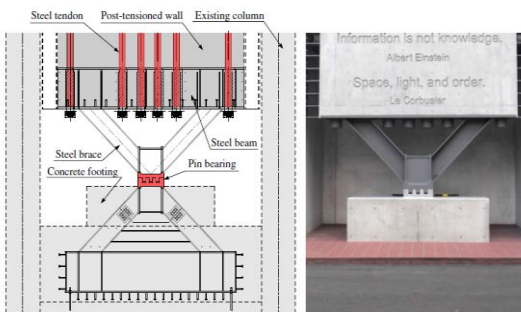 Steel tendon
Post-tensioned wall
Existing column
Steel beam
Steel brace
Pin bearing
Concrete footing
Information is not knowledge.
Albert Einstein
Space, light, and order.
Le Corbusier